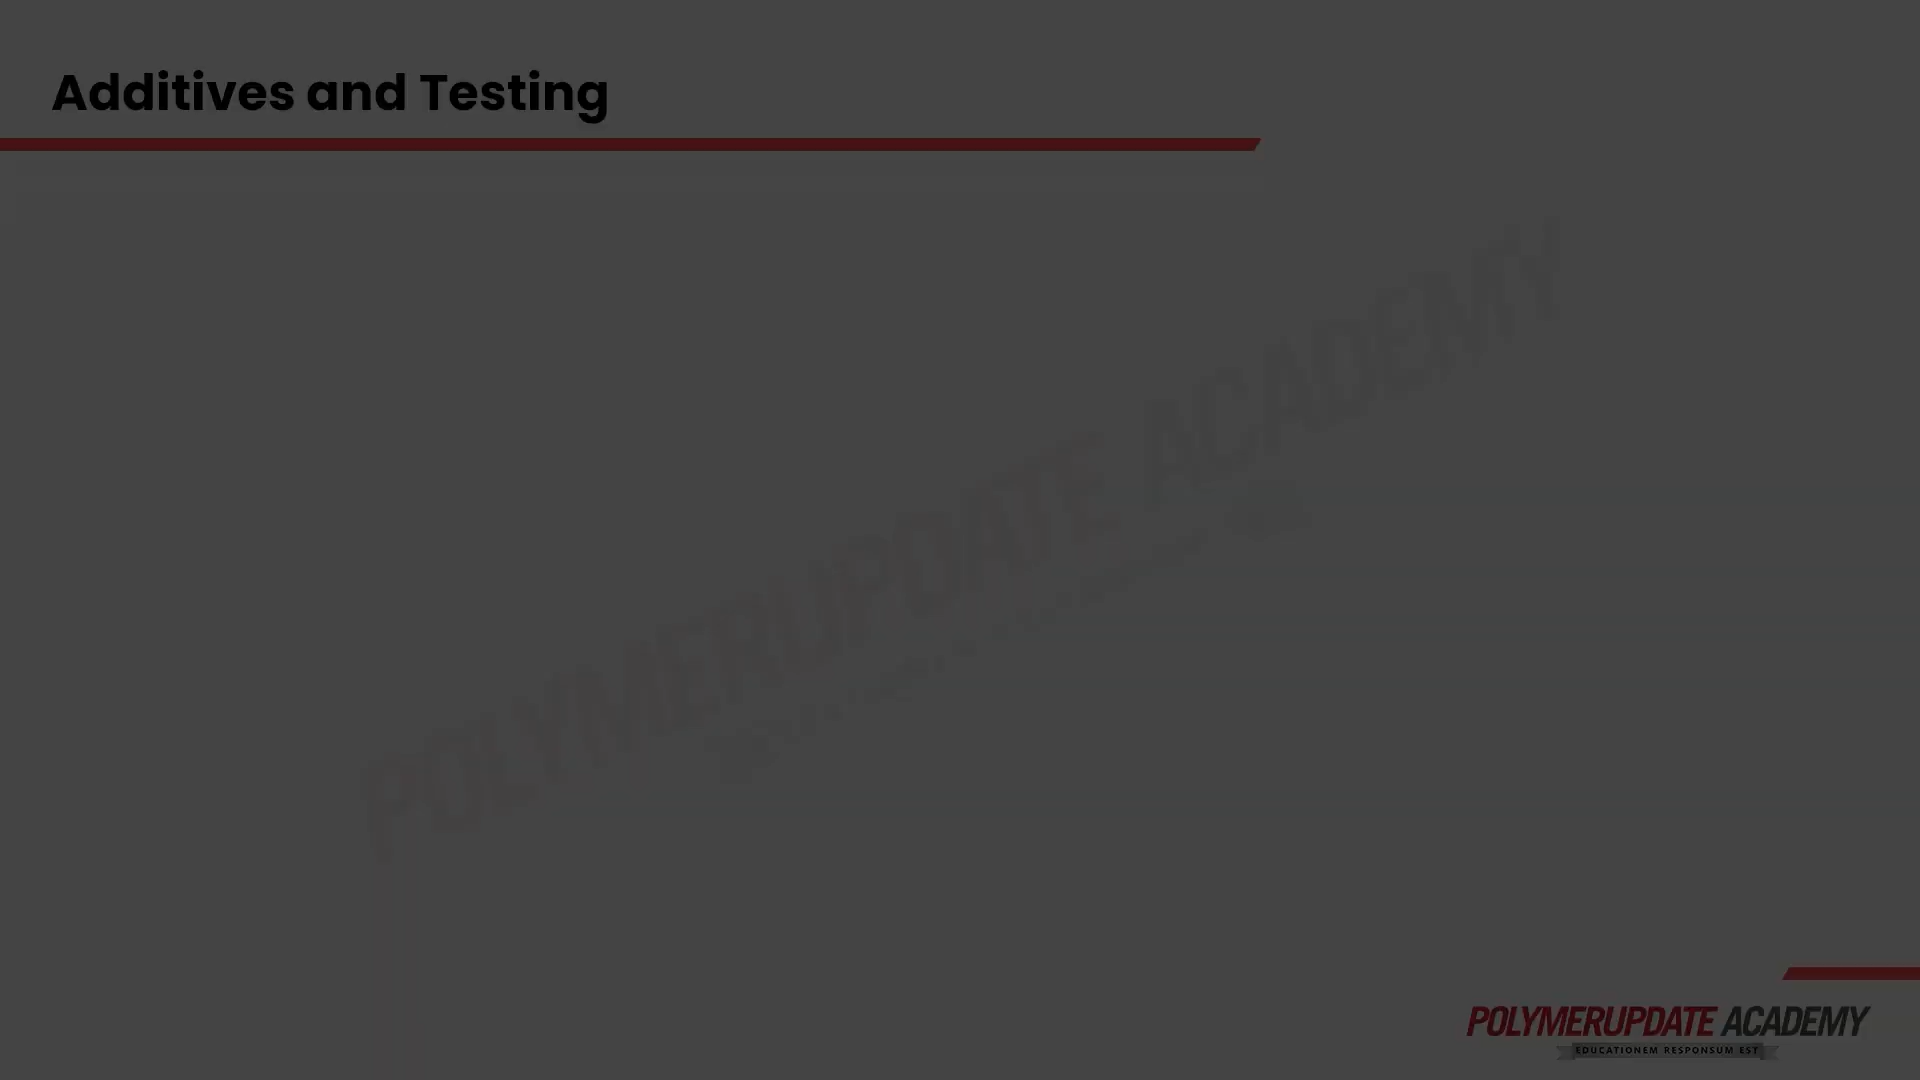 Additives and Testing
POLYMERUPDATE ACADEMY
POLYMERUPDATE ACADEMY
EDUCATIONEM RESPONSUM EST